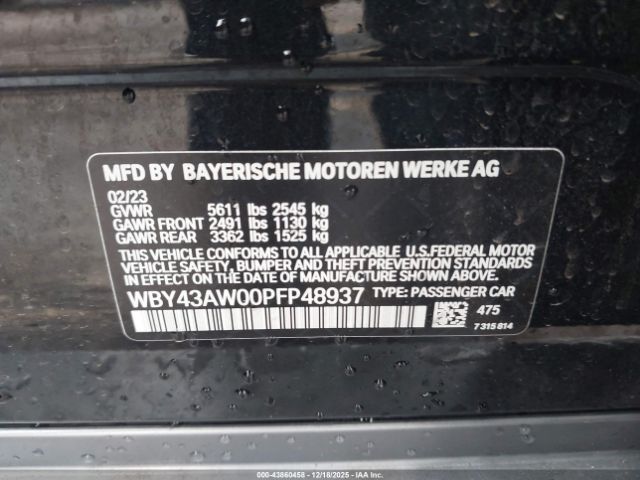 MFD BY BAYERISCHE MOTOREN WERKE AG
02/23
GVWR 5611 lbs 2545 kg
GAWR FRONT 2491 lbs 1130 kg
GAWR REAR 3362 lbs 1525 kg
THIS VEHICLE CONFORMS TO ALL APPLICABLE U.S.FEDERAL MOTOR
VEHICLE SAFETY, BUMPER AND THEFT PREVENTION STANDARDS
IN EFFECT ON THE DATE OF MANUFACTURE SHOWN ABOVE.
WBY43AW00PFP48937 TYPE: PASSENGER CAR
475
7 315 814
000-43860458 - 12/18/2025 - IAA Inc.